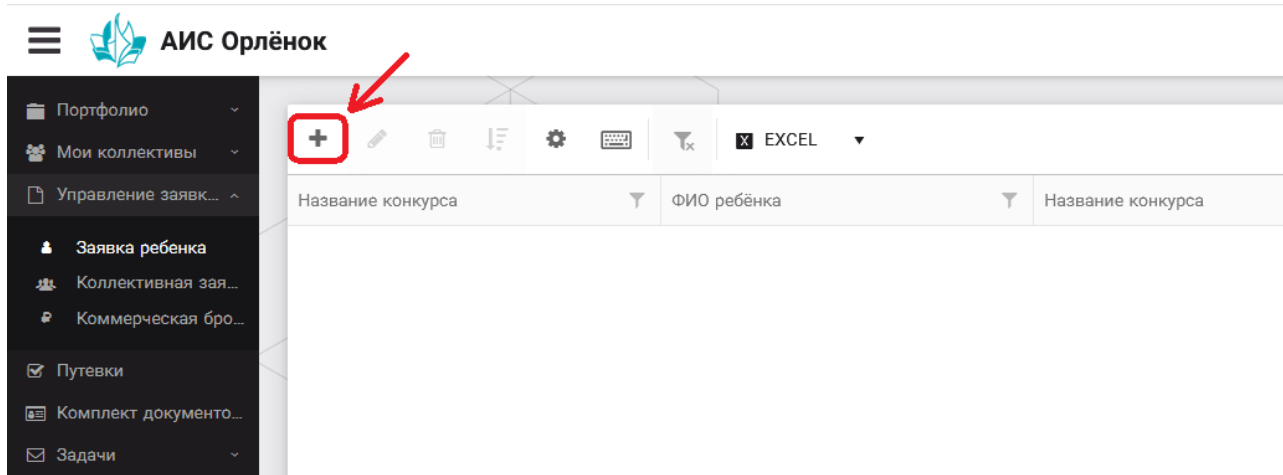 АИС Орлёнок
Портфолио
Мои коллективы
Управление заявк...
Заявка ребенка
Коллективная зая...
Коммерческая бро...
Путевки
Комплект документо...
Задачи
X EXCEL
Название конкурса
ФИО ребёнка
Название конкурса